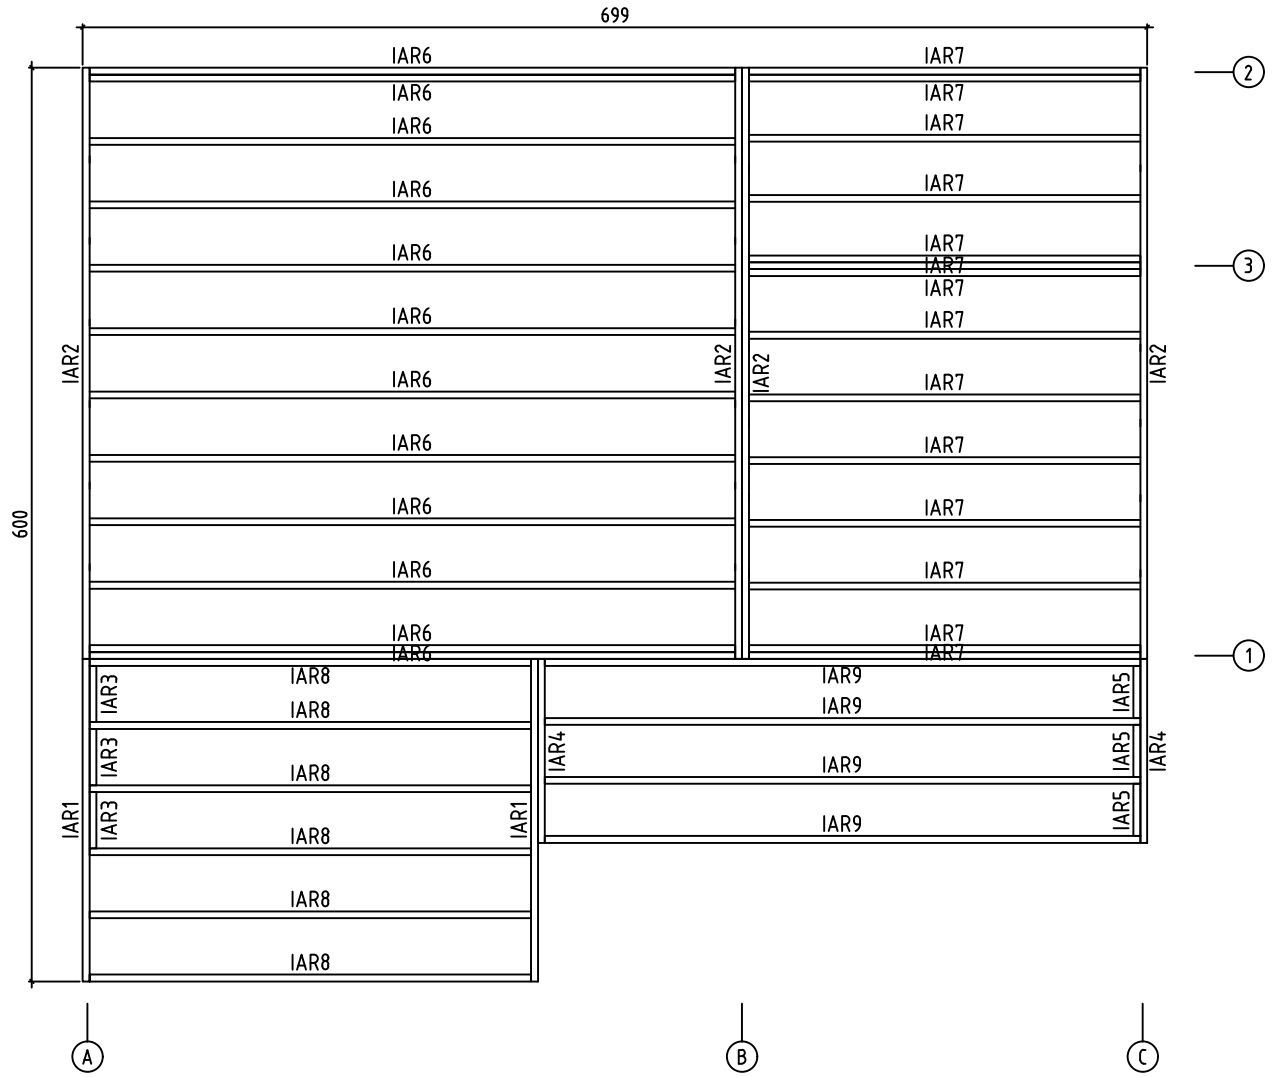 699
IAR6 IAR7
2
IAR6 IAR7
IAR6 IAR7
IAR6 IAR7
IAR6 IAR7
IAR7
3
IAR7
IAR6 IAR7
IAR2 IAR2 IAR2 IAR2
IAR6 IAR7
IAR6 IAR7
IAR6 IAR7
600
IAR6 IAR7
IAR6 IAR7
IAR6 IAR7
1
IAR8 IAR9
IAR3 IAR5
IAR8 IAR9
IAR3 IAR4 IAR5 IAR4
IAR8 IAR9
IAR1 IAR3 IAR1 IAR5
IAR8 IAR9
IAR8
IAR8
A B C